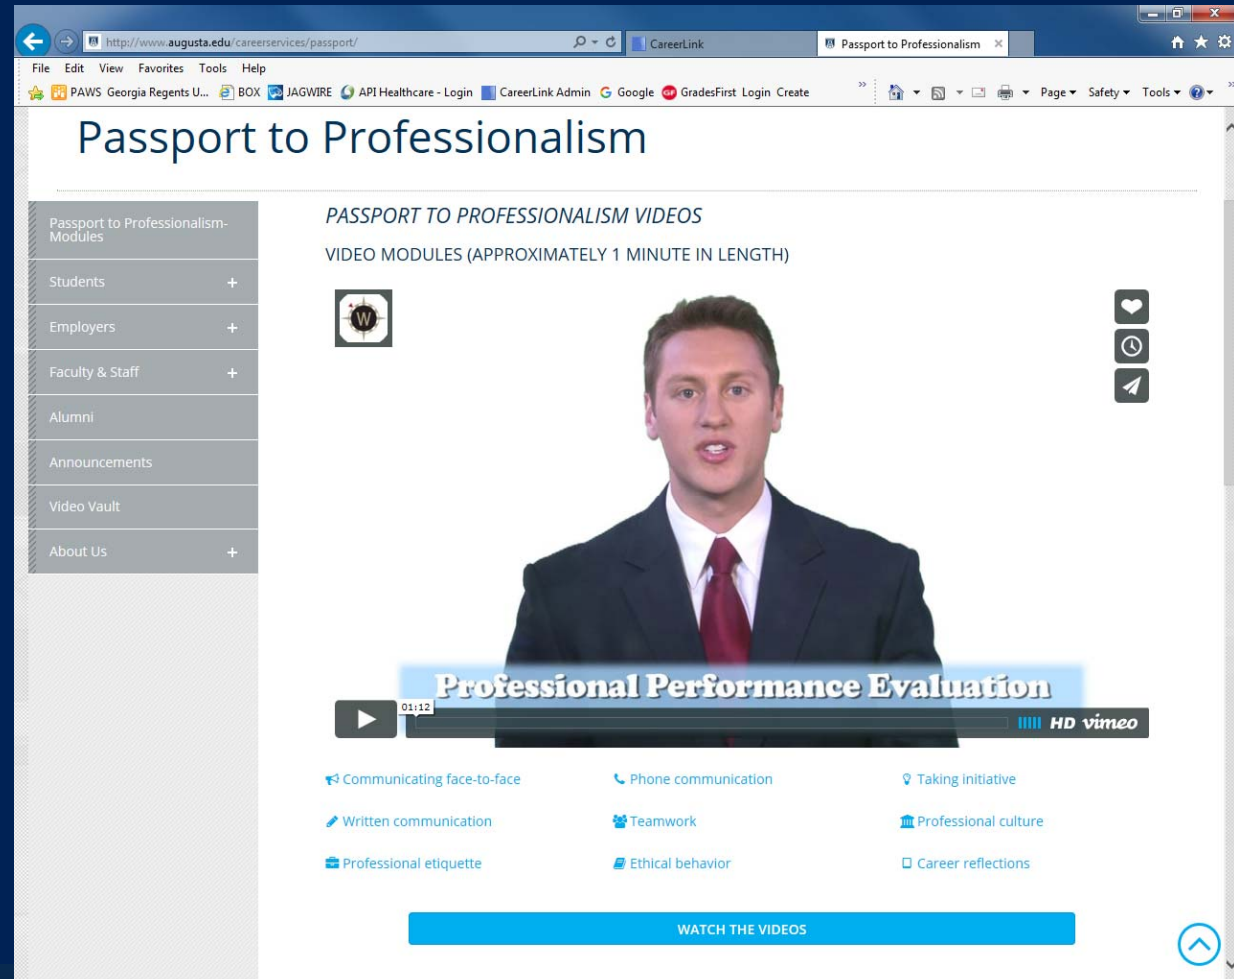 http://www.augusta.edu/careerservices/passport/
CareerLink
Passport to Professionalism
File Edit View Favorites Tools Help
PAWS Georgia Regents U... BOX JAGWIRE API Healthcare - Login CareerLink Admin Google GradesFirst Login Create
Page Safety Tools
Passport to Professionalism
Passport to Professionalism-
Modules
Students +
Employers +
Faculty & Staff +
Alumni
Announcements
Video Vault
About Us +
PASSPORT TO PROFESSIONALISM VIDEOS
VIDEO MODULES (APPROXIMATELY 1 MINUTE IN LENGTH)
W
Professional Performance Evaluation
01:12
HD vimeo
Communicating face-to-face Phone communication Taking initiative
Written communication Teamwork Professional culture
Professional etiquette Ethical behavior Career reflections
WATCH THE VIDEOS